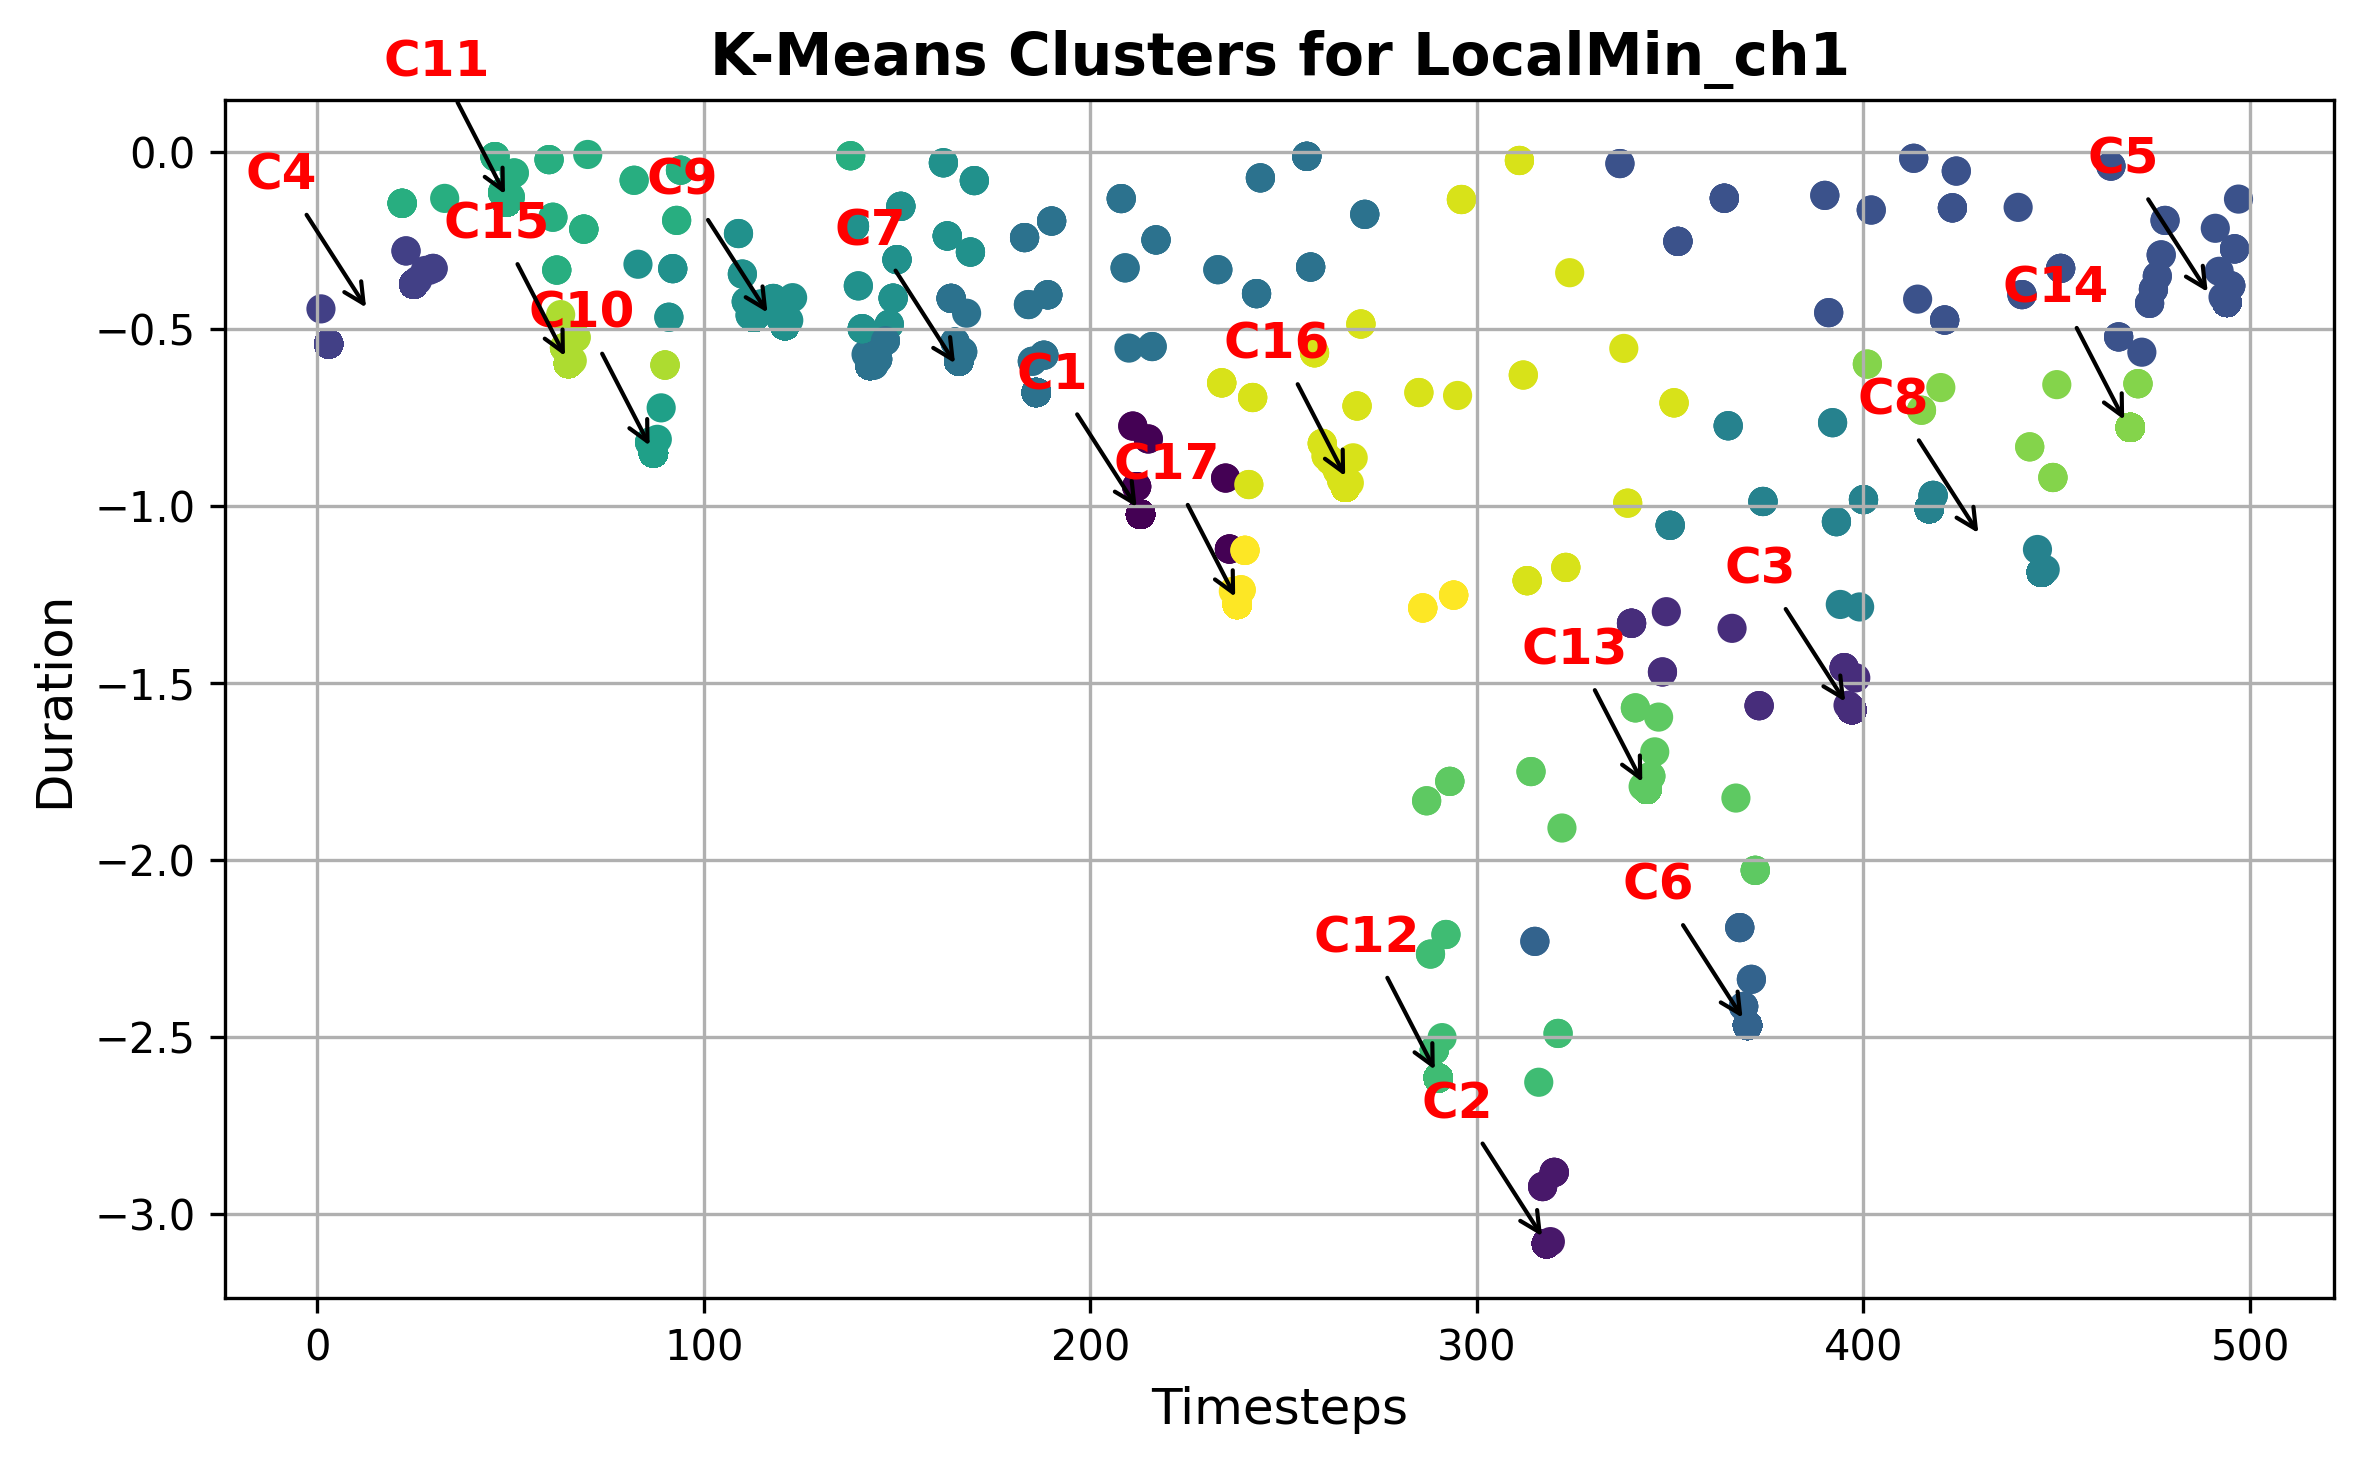 K-Means Clusters for LocalMin_ch1
C11
C4
C9
C5
C15
C7
C14
C10
C16
C1
C8
C17
C3
C13
C6
C12
C2
0.0
−0.5
−1.0
−1.5
−2.0
−2.5
−3.0
Duration
0 100 200 300 400 500
Timesteps